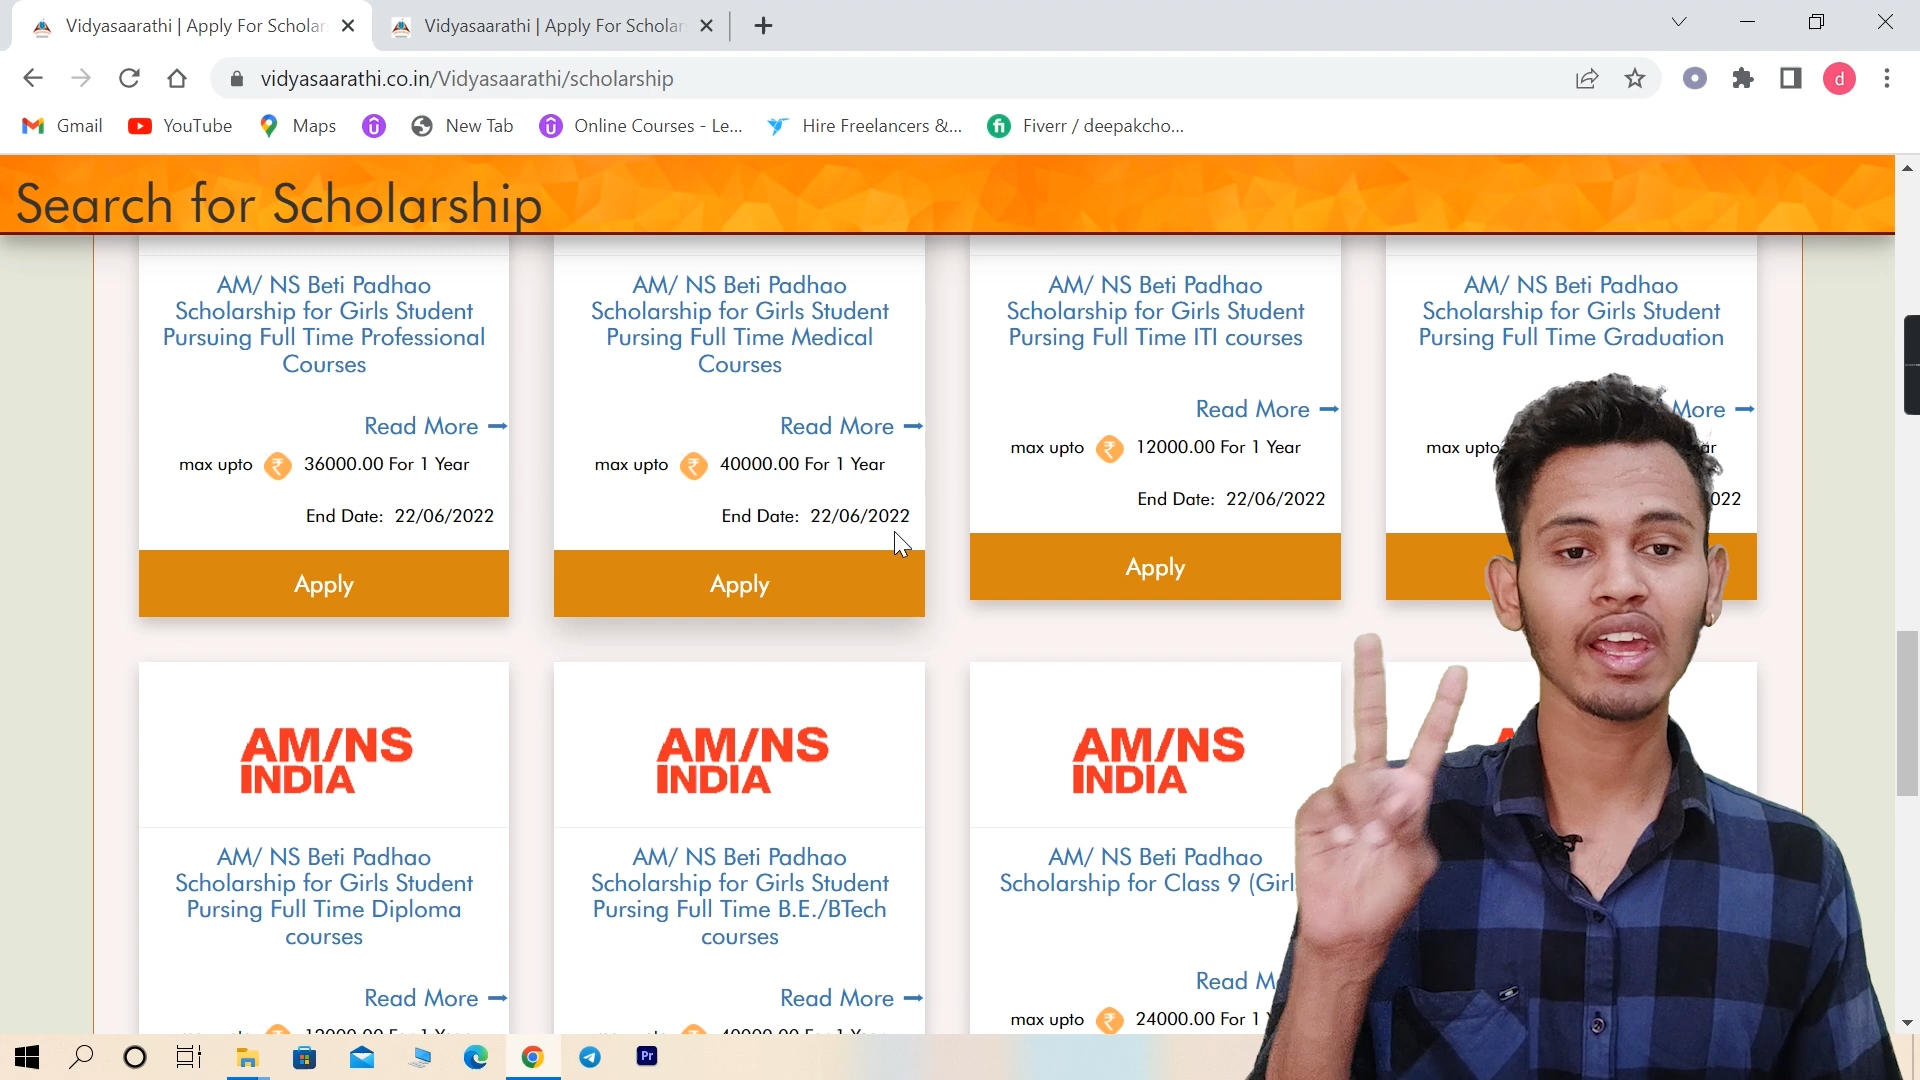 Vidyasaarathi | Apply For Scholar
Vidyasaarathi | Apply For Scholar
vidyasaarathi.co.in/Vidyasaarathi/scholarship
d
Gmail
YouTube
Maps
New Tab
Online Courses - Le...
Hire Freelancers &...
Fiverr / deepakcho...
Search for Scholarship
AM/ NS Beti Padhao
Scholarship for Girls Student
Pursuing Full Time Professional
Courses
Read More
max upto ₹ 36000.00 For 1 Year
End Date: 22/06/2022
Apply
AM/ NS Beti Padhao
Scholarship for Girls Student
Pursing Full Time Medical
Courses
Read More
max upto ₹ 40000.00 For 1 Year
End Date: 22/06/2022
Apply
AM/ NS Beti Padhao
Scholarship for Girls Student
Pursing Full Time ITI courses
Read More
max upto ₹ 12000.00 For 1 Year
End Date: 22/06/2022
Apply
AM/ NS Beti Padhao
Scholarship for Girls Student
Pursing Full Time Graduation
More
max upto
022
AM/NS
INDIA
AM/ NS Beti Padhao
Scholarship for Girls Student
Pursing Full Time Diploma
courses
Read More
AM/NS
INDIA
AM/ NS Beti Padhao
Scholarship for Girls Student
Pursing Full Time B.E./BTech
courses
Read More
AM/NS
INDIA
AM/ NS Beti Padhao
Scholarship for Class 9 (Girl
Read M
max upto ₹ 24000.00 For 1
Pr